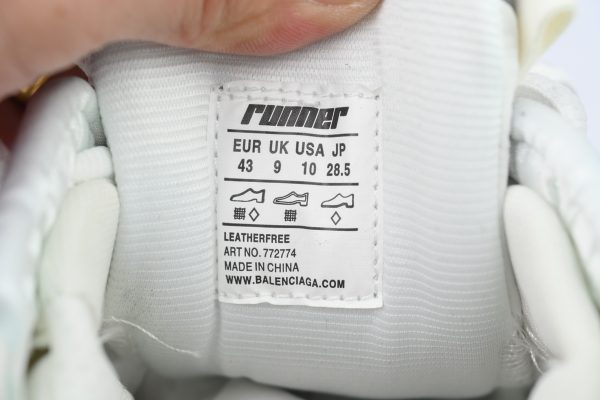 runner
EUR UK USA JP
43 9 10 28.5
LEATHERFREE
ART NO. 772774
MADE IN CHINA
WWW.BALENCIAGA.COM